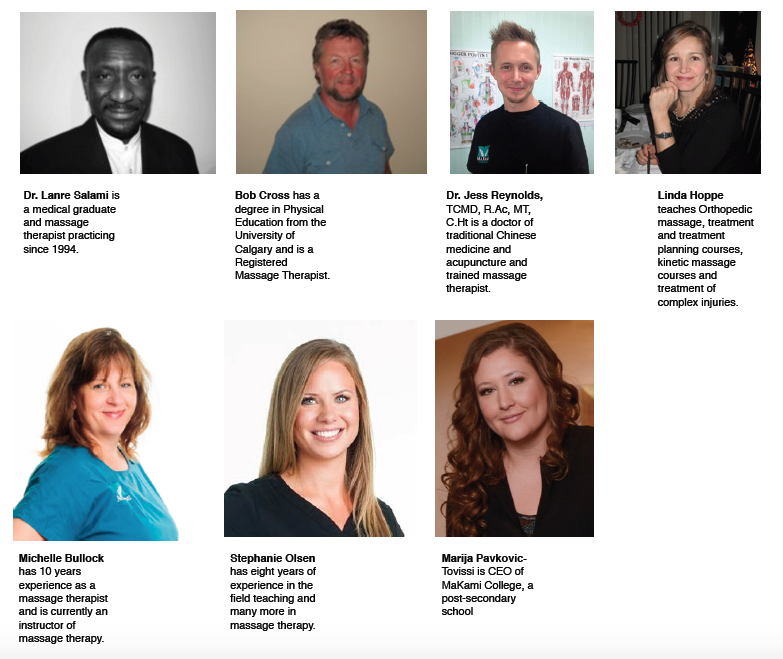 Dr. Lanre Salami is
a medical graduate
and massage
therapist practicing
since 1994.
Bob Cross has a
degree in Physical
Education from the
University of
Calgary and is a
Registered
Massage Therapist.
Dr. Jess Reynolds,
TCMD, R.Ac, MT,
C.Ht is a doctor of
traditional Chinese
medicine and
acupuncture and
trained massage
therapist.
Linda Hoppe
teaches Orthopedic
massage, treatment
and treatment
planning courses,
kinetic massage
courses and
treatment of
complex injuries.
Michelle Bullock
has 10 years
experience as a
massage therapist
and is currently an
instructor of
massage therapy.
Stephanie Olsen
has eight years of
experience in the
field teaching and
many more in
massage therapy.
Marija Pavkovic-
Tovissi is CEO of
MaKami College, a
post-secondary
school